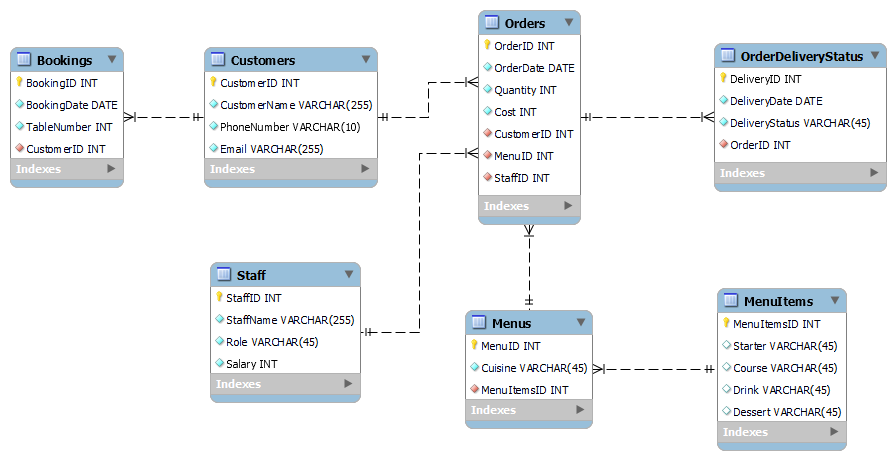 Bookings
BookingID INT
BookingDate DATE
TableNumber INT
CustomerID INT
Indexes
Customers
CustomerID INT
CustomerName VARCHAR(255)
PhoneNumber VARCHAR(10)
Email VARCHAR(255)
Indexes
Orders
OrderID INT
OrderDate DATE
Quantity INT
Cost INT
CustomerID INT
MenuID INT
StaffID INT
Indexes
OrderDeliveryStatus
DeliveryID INT
DeliveryDate DATE
DeliveryStatus VARCHAR(45)
OrderID INT
Indexes
Staff
StaffID INT
StaffName VARCHAR(255)
Role VARCHAR(45)
Salary INT
Indexes
Menus
MenuID INT
Cuisine VARCHAR(45)
MenuItemsID INT
Indexes
MenuItems
MenuItemsID INT
Starter VARCHAR(45)
Course VARCHAR(45)
Drink VARCHAR(45)
Dessert VARCHAR(45)
Indexes